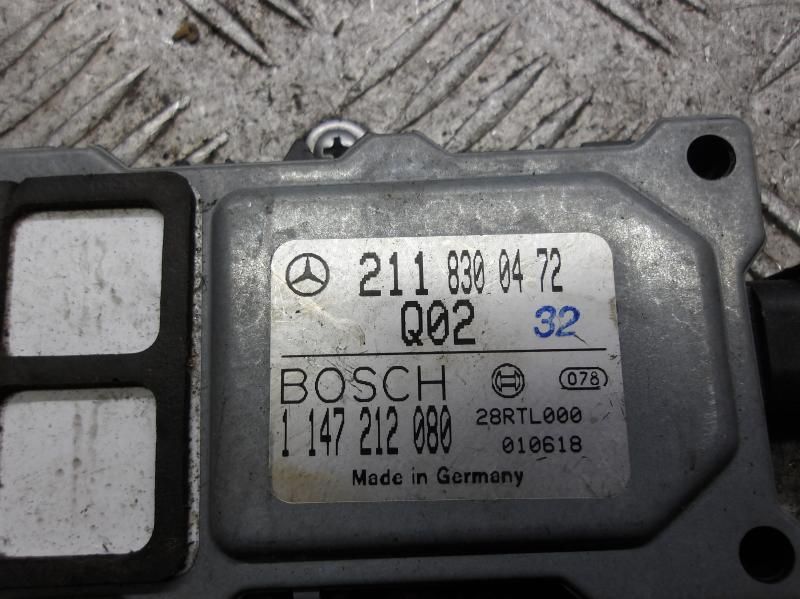 211 830 04 72
Q02 32
BOSCH 078
1 147 212 080 28RTL000
010618
Made in Germany